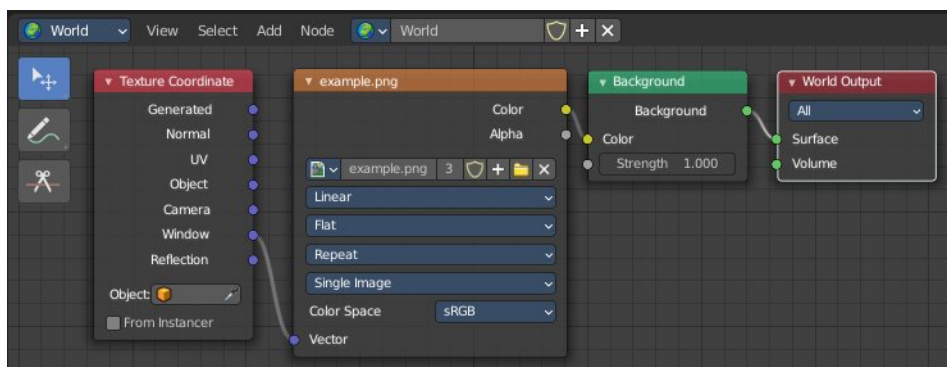 World View Select Add Node World
Texture Coordinate
Generated
Normal
UV
Object
Camera
Window
Reflection
Object:
From Instancer
example.png
Color
Alpha
example.png 3
Linear
Flat
Repeat
Single Image
Color Space sRGB
Vector
Background
Background
Color
Strength 1.000
World Output
All
Surface
Volume